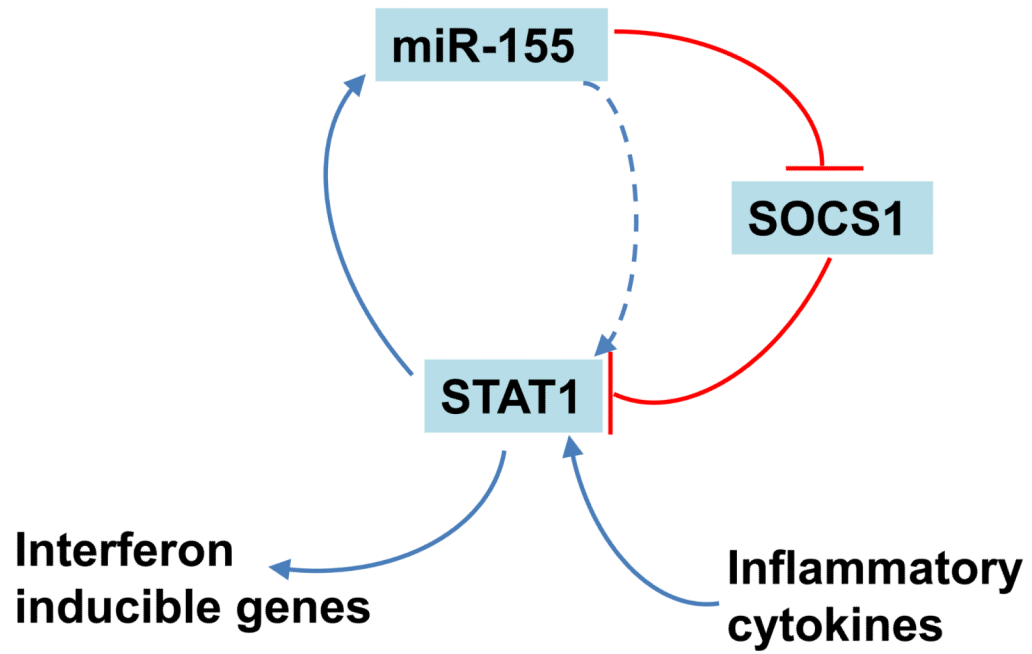 miR-155
SOCS1
STAT1
Interferon
inducible genes
Inflammatory
cytokines